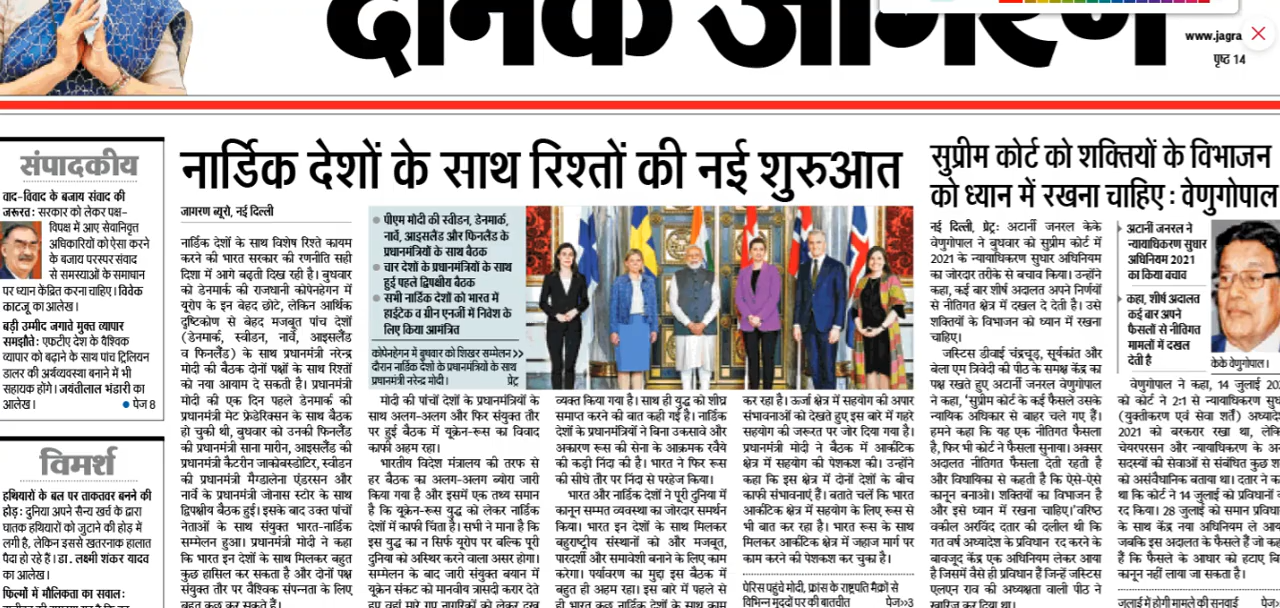 दैनिक जागरण
www.jagra
पृष्ठ 14
संपादकीय
वाद-विवाद के बजाय संवाद की
जरूरत: सरकार को लेकर पक्ष-
विपक्ष में आए सेवानिवृत
अधिकारियों को ऐसा करने
के बजाय परस्पर संवाद
से समस्याओं के समाधान
पर ध्यान केंद्रित करना चाहिए। विवेक
काटजू का आलेख।
बड़ी उम्मीद जगाते मुक्त व्यापार
समझौते: एफटीए देश के वैश्विक
व्यापार को बढ़ाने के साथ पांच ट्रिलियन
डालर की अर्थव्यवस्था बनाने में भी
सहायक होंगे। जयंतीलाल भंडारी का
आलेख। ● पेज 8
विमर्श
हथियारों के बल पर ताकतवर बनने की
होड़: दुनिया अपने सैन्य खर्च के द्वारा
घातक हथियारों को जुटाने की होड़ में
लगी है, लेकिन इससे खतरनाक हालात
पैदा हो रहे हैं। डा. लक्ष्मी शंकर यादव
का आलेख।
फिल्मों में मौलिकता का सवाल:
नार्डिक देशों के साथ रिश्तों की नई शुरुआत
जागरण ब्यूरो, नई दिल्ली
नार्डिक देशों के साथ विशेष रिश्ते कायम
करने की भारत सरकार की रणनीति सही
दिशा में आगे बढ़ती दिख रही है। बुधवार
को डेनमार्क की राजधानी कोपेनहेगन में
यूरोप के इन बेहद छोटे, लेकिन आर्थिक
दृष्टिकोण से बेहद मजबूत पांच देशों
(डेनमार्क, स्वीडन, नार्वे, आइसलैंड
व फिनलैंड) के साथ प्रधानमंत्री नरेन्द्र
मोदी की बैठक दोनों पक्षों के साथ रिश्तों
को नया आयाम दे सकती है। प्रधानमंत्री
मोदी की एक दिन पहले डेनमार्क की
प्रधानमंत्री मेट फ्रेडेरिक्सन के साथ बैठक
हो चुकी थी, बुधवार को उनकी फिनलैंड
की प्रधानमंत्री साना मारीन, आइसलैंड की
प्रधानमंत्री कैटरीन जाकोबस्डोटिर, स्वीडन
की प्रधानमंत्री मैग्डालेना एंडरसन और
नार्वे के प्रधानमंत्री जोनास स्टोर के साथ
द्विपक्षीय बैठक हुई। इसके बाद उक्त पांचों
नेताओं के साथ संयुक्त भारत-नार्डिक
सम्मेलन हुआ। प्रधानमंत्री मोदी ने कहा
कि भारत इन देशों के साथ मिलकर बहुत
कुछ हासिल कर सकता है और दोनों पक्ष
संयुक्त तौर पर वैश्विक संपन्नता के लिए
बहुत कुछ कर सकते हैं।
● पीएम मोदी की स्वीडन, डेनमार्क,
नार्वे, आइसलैंड और फिनलैंड के
प्रधानमंत्रियों के साथ बैठक
● चार देशों के प्रधानमंत्रियों के साथ
हुई पहले द्विपक्षीय बैठक
● सभी नार्डिक देशों को भारत में
हाईटेक व ग्रीन एनर्जी में निवेश के
लिए किया आमंत्रित
कोपेनहेगन में बुधवार को शिखर सम्मेलन >>
दौरान नार्डिक देशों के प्रधानमंत्रियों के साथ
प्रधानमंत्री नरेन्द्र मोदी। प्रेट्र
मोदी की पांचों देशों के प्रधानमंत्रियों के
साथ अलग-अलग और फिर संयुक्त तौर
पर हुई बैठक में यूक्रेन-रूस का विवाद
काफी अहम रहा।
भारतीय विदेश मंत्रालय की तरफ से
हर बैठक का अलग-अलग ब्योरा जारी
किया गया है और इसमें एक तथ्य समान
है कि यूक्रेन-रूस युद्ध को लेकर नार्डिक
देशों में काफी चिंता है। सभी ने माना है कि
इस युद्ध का न सिर्फ यूरोप पर बल्कि पूरी
दुनिया को अस्थिर करने वाला असर होगा।
सम्मेलन के बाद जारी संयुक्त बयान में
यूक्रेन संकट को मानवीय त्रासदी करार देते
हुए वहां मारे गए नागरिकों को लेकर दुख
व्यक्त किया गया है। साथ ही युद्ध को शीघ्र
समाप्त करने की बात कही गई है। नार्डिक
देशों के प्रधानमंत्रियों ने बिना उकसावे और
अकारण रूस की सेना के आक्रमक रवैये
की कड़ी निंदा की है। भारत ने फिर रूस
की सीधे तौर पर निंदा से परहेज किया।
भारत और नार्डिक देशों ने पूरी दुनिया में
कानून सम्मत व्यवस्था का जोरदार समर्थन
किया। भारत इन देशों के साथ मिलकर
बहुराष्ट्रीय संस्थानों को और मजबूत,
पारदर्शी और समावेशी बनाने के लिए काम
करेगा। पर्यावरण का मुद्दा इस बैठक में
बहुत ही अहम रहा। इस बारे में पहले से
ही भारत कुछ नार्डिक देशों के साथ काम
कर रहा है। ऊर्जा क्षेत्र में सहयोग की अपार
संभावनाओं को देखते हुए इस बारे में गहरे
सहयोग की जरूरत पर जोर दिया गया है।
प्रधानमंत्री मोदी ने बैठक में आर्कटिक
क्षेत्र में सहयोग की पेशकश की। उन्होंने
कहा कि इस क्षेत्र में दोनों देशों के बीच
काफी संभावनाएं हैं। बताते चलें कि भारत
आर्कटिक क्षेत्र में सहयोग के लिए रूस से
भी बात कर रहा है। भारत रूस के साथ
मिलकर आर्कटिक क्षेत्र में जहाज मार्ग पर
काम करने की पेशकश कर चुका है।
पेरिस पहुंचे मोदी, फ्रांस के राष्ट्रपति मैक्रों से
विभिन्न मुद्दों पर की बातचीत पेज>>3
सुप्रीम कोर्ट को शक्तियों के विभाजन
को ध्यान में रखना चाहिए : वेणुगोपाल
नई दिल्ली, प्रेट्र: अटार्नी जनरल केके
वेणुगोपाल ने बुधवार को सुप्रीम कोर्ट में
2021 के न्यायाधिकरण सुधार अधिनियम
का जोरदार तरीके से बचाव किया। उन्होंने
कहा, कई बार शीर्ष अदालत अपने निर्णयों
से नीतिगत क्षेत्र में दखल दे देती है। उसे
शक्तियों के विभाजन को ध्यान में रखना
चाहिए।
जस्टिस डीवाई चंद्रचूड़, सूर्यकांत और
बेला एम त्रिवेदी की पीठ के समक्ष केंद्र का
पक्ष रखते हुए अटार्नी जनरल वेणुगोपाल
ने कहा, 'सुप्रीम कोर्ट के कई फैसले उसके
न्यायिक अधिकार से बाहर चले गए हैं।
हमने कहा कि यह एक नीतिगत फैसला
है, फिर भी कोर्ट ने फैसला सुनाया। अक्सर
अदालत नीतिगत फैसला देती रहती है
और विधायिका से कहती है कि ऐसे-ऐसे
कानून बनाओ। शक्तियों का विभाजन है
और इसे ध्यान में रखना चाहिए।' वरिष्ठ
वकील अरविंद दतार की दलील थी कि
गत वर्ष अध्यादेश के प्रविधान रद करने के
बावजूद केंद्र एक अधिनियम लेकर आया
है जिसमें वैसे ही प्रविधान हैं जिन्हें जस्टिस
एलएन राव की अध्यक्षता वाली पीठ ने
खारिज कर दिया था।
अटार्नी जनरल ने
न्यायाधिकरण सुधार
अधिनियम 2021
का किया बचाव
कहा, शीर्ष अदालत
कई बार अपने
फैसलों से नीतिगत
मामलों में दखल
देती है
केके वेणुगोपाल।
वेणुगोपाल ने कहा, 14 जुलाई 202
को कोर्ट ने 2:1 से न्यायाधिकरण सुध
(युक्तीकरण एवं सेवा शर्तें) अध्यादे
2021 को बरकरार रखा था, लेकि
चेयरपरसन और न्यायाधिकरण के अन
सदस्यों की सेवाओं से संबंधित कुछ श
को असंवैधानिक बताया था। दतार ने क
था कि कोर्ट ने 14 जुलाई को प्रविधानों
रद किया। 28 जुलाई को समान प्रविधा
के साथ केंद्र नया अधिनियम ले आय
जबकि इस अदालत के फैसले हैं जो कह
हैं कि फैसले के आधार को हटाए बि
कानून नहीं लाया जा सकता है।
जुलाई में होगी मामले की सुनवाई पेज>